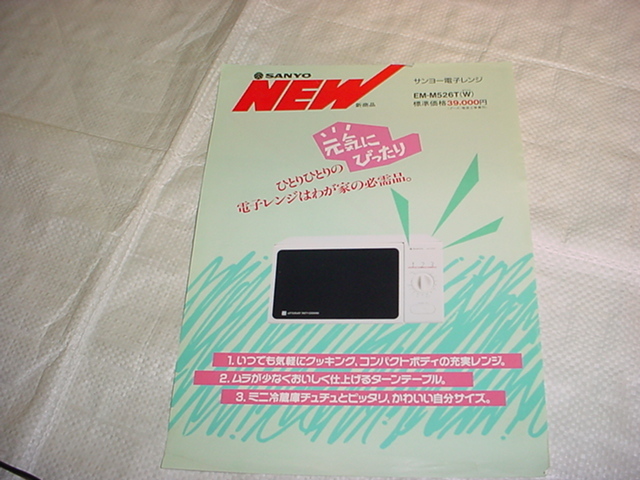 SANYO
NEW
新商品
サンヨー電子レンジ
EM-M526T(W)
標準価格39,000円
元気に
ぴったり
ひとりひとりの
電子レンジはわが家の必需品。
1. いつでも気軽にクッキング、コンパクトボディの充実レンジ。
2. ムラが少なくおいしく仕上げるターンテーブル。
3. ミニ冷蔵庫チュチュとピッタリ、かわいい自分サイズ。